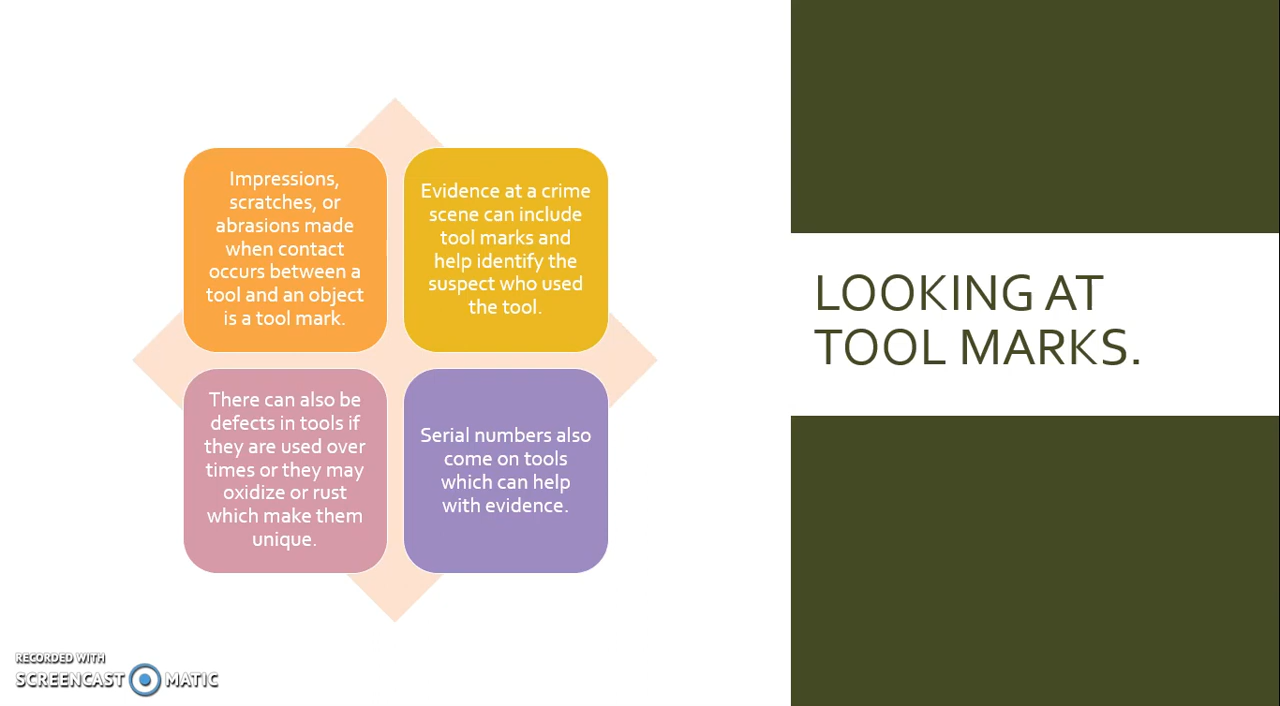 Impressions,
scratches, or
abrasions made
when contact
occurs between a
tool and an object
is a tool mark.
Evidence at a crime
scene can include
tool marks and
help identify the
suspect who used
the tool.
There can also be
defects in tools if
they are used over
times or they may
oxidize or rust
which make them
unique.
Serial numbers also
come on tools
which can help
with evidence.
LOOKING AT
TOOL MARKS.
RECORDED WITH
SCREENCAST MATIC